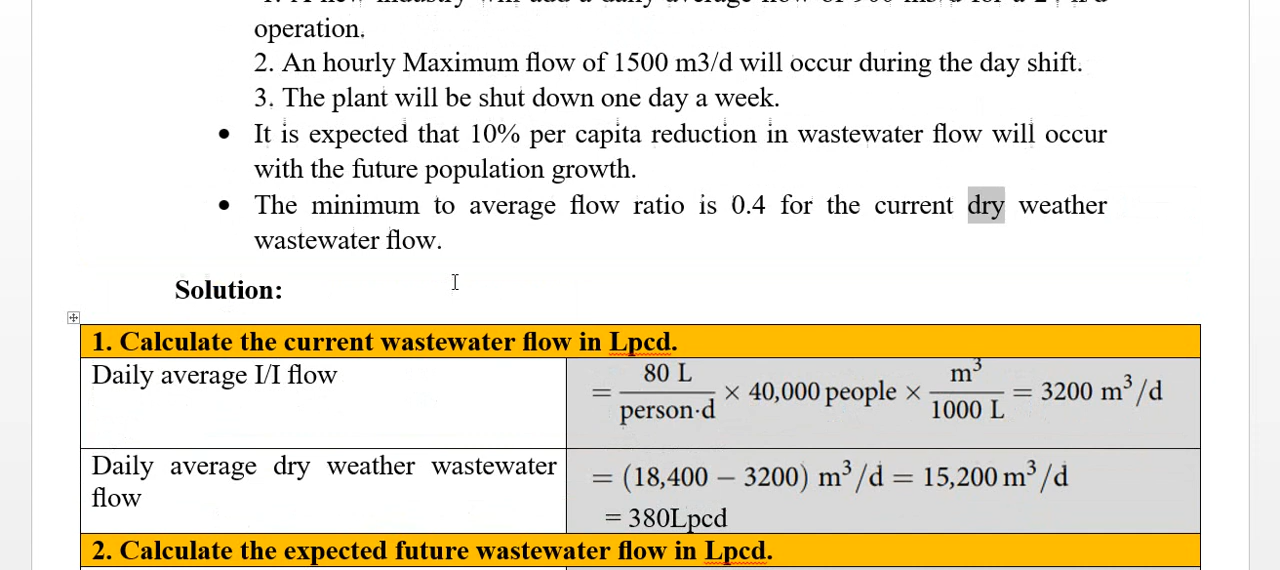 operation.
2. An hourly Maximum flow of 1500 m3/d will occur during the day shift.
3. The plant will be shut down one day a week.
• It is expected that 10% per capita reduction in wastewater flow will occur
with the future population growth.
• The minimum to average flow ratio is 0.4 for the current dry weather
wastewater flow.
Solution:
1. Calculate the current wastewater flow in Lpcd.
Daily average I/I flow
= 80 L / person·d × 40,000 people × m³ / 1000 L = 3200 m³/d
Daily average dry weather wastewater
flow
= (18,400 − 3200) m³/d = 15,200 m³/d
= 380Lpcd
2. Calculate the expected future wastewater flow in Lpcd.